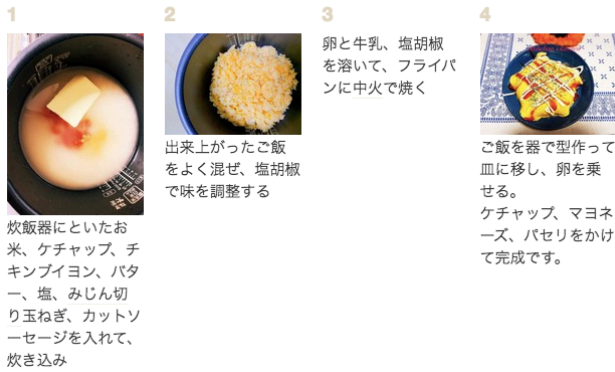 1
炊飯器にといたお
米、ケチャップ、チ
キンブイヨン、バタ
ー、塩、みじん切
り玉ねぎ、カットソ
ーセージを入れて、
炊き込み
2
出来上がったご飯
をよく混ぜ、塩胡椒
で味を調整する
3
卵と牛乳、塩胡椒
を溶いて、フライパ
ンに中火で焼く
4
ご飯を器で型作って
皿に移し、卵を乗
せる。
ケチャップ、マヨネ
ーズ、パセリをかけ
て完成です。